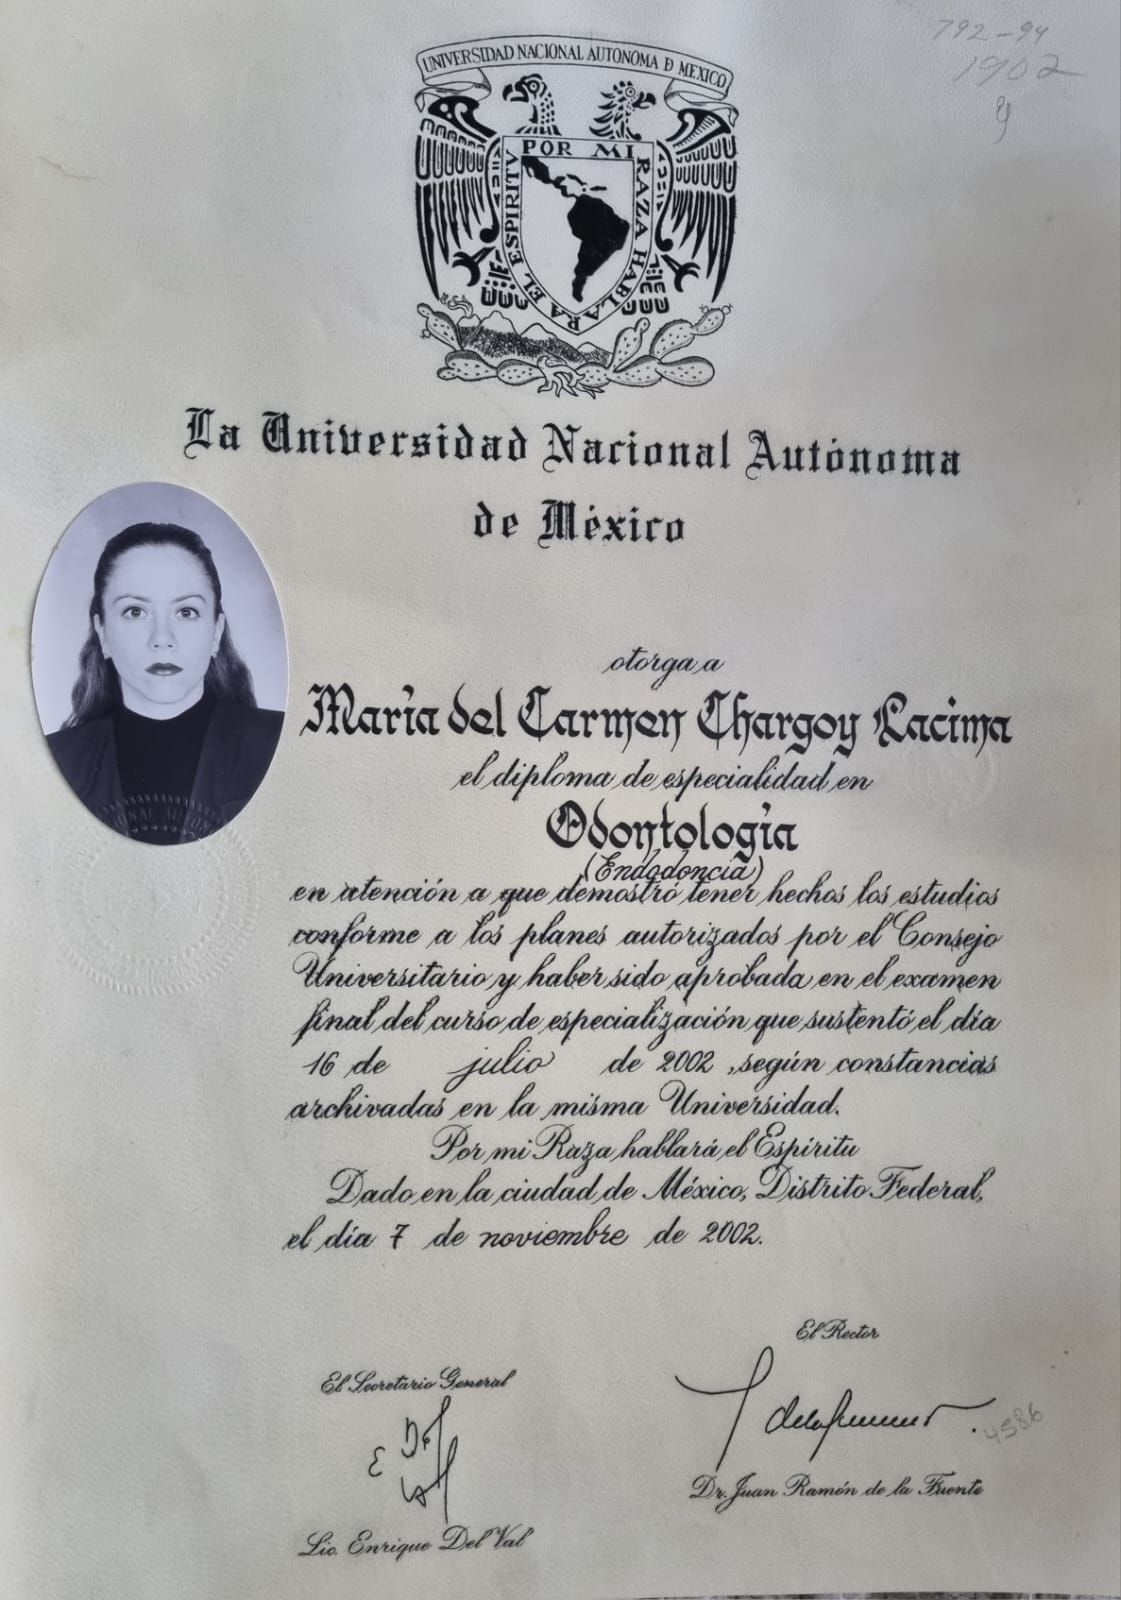 792-94
1902
UNIVERSIDAD NACIONAL AUTONOMA D MEXICO
POR MI RAZA HABLARA EL ESPIRITU
La Universidad Nacional Autónoma
de México
otorga a
María del Carmen Chargoy Lacima
el diploma de especialidad en
Odontología
(Endodoncia)
en atención a que demostró tener hechos los estudios
conforme a los planes autorizados por el Consejo
Universitario y haber sido aprobada en el examen
final del curso de especialización que sustentó el día
16 de julio de 2002, según constancias
archivadas en la misma Universidad.
Por mi Raza hablará el Espíritu
Dado en la ciudad de México, Distrito Federal,
el día 7 de noviembre de 2002.
El Rector
El Secretario General
4586
Dr. Juan Ramón de la Fuente
Lic. Enrique Del Val